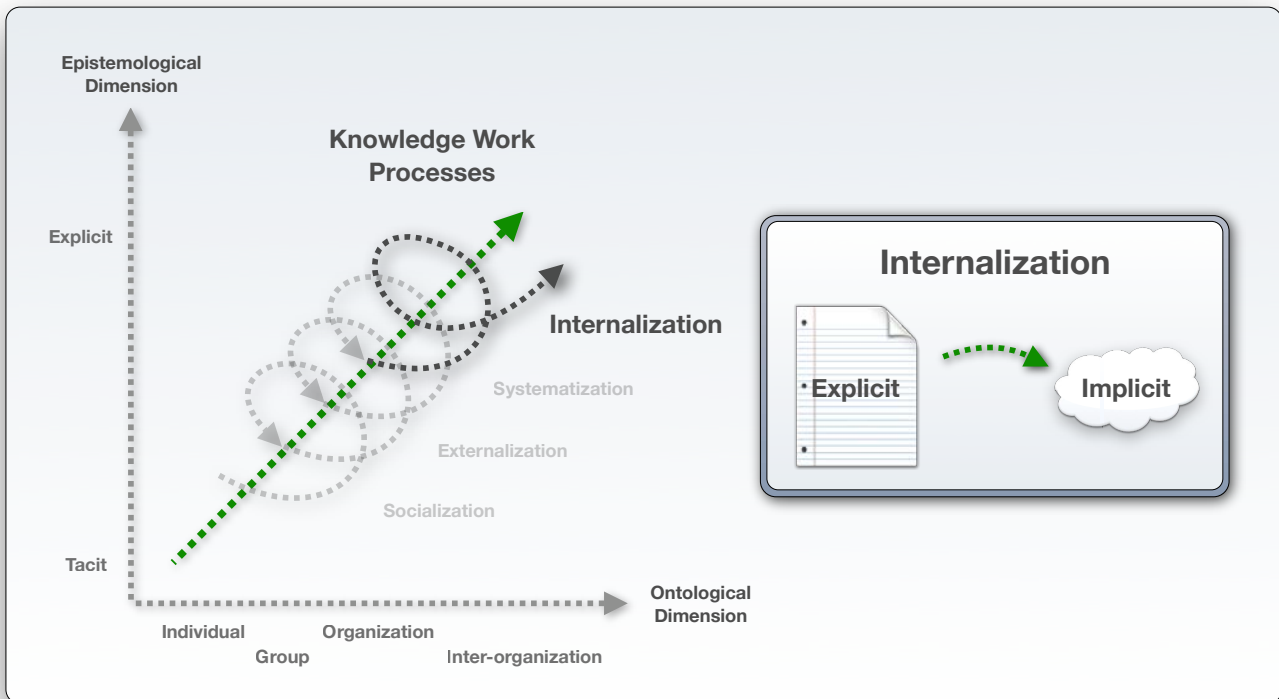 Epistemological
Dimension
Knowledge Work
Processes
Explicit
Internalization
Explicit
Implicit
Internalization
Systematization
Externalization
Socialization
Tacit
Ontological
Dimension
Individual
Organization
Group
Inter-organization